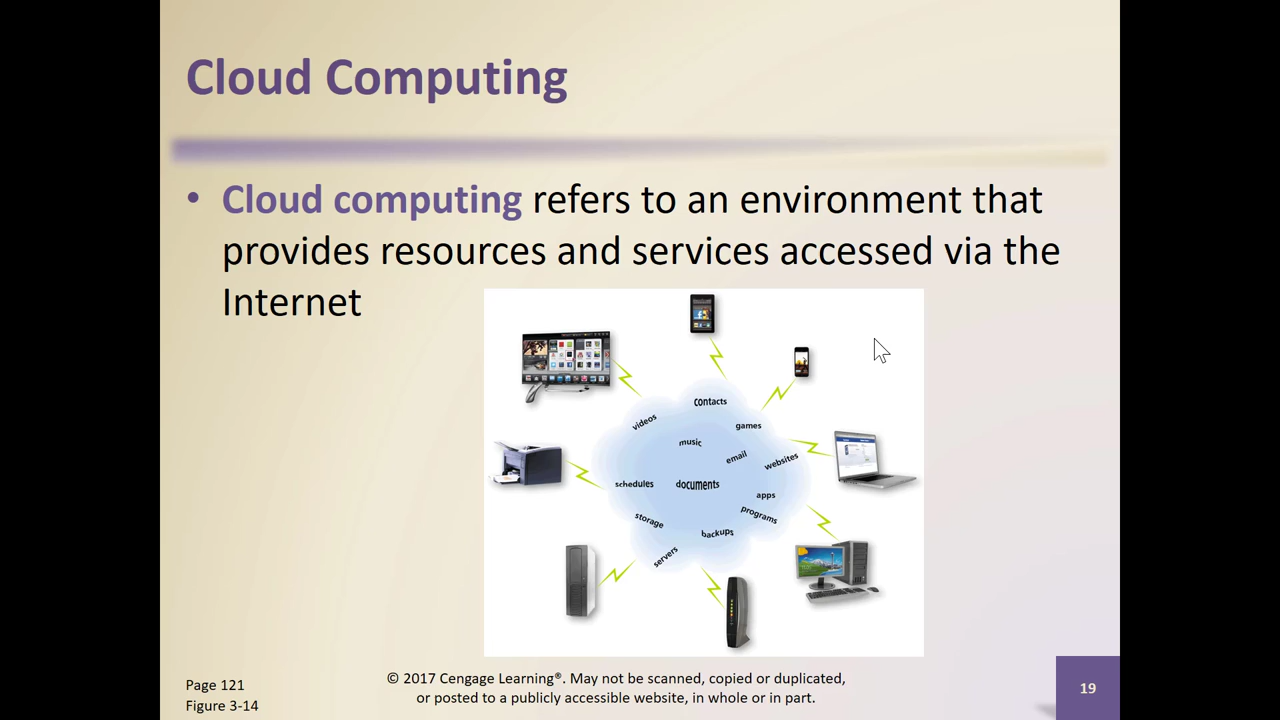 Cloud Computing
• Cloud computing refers to an environment that
provides resources and services accessed via the
Internet
contacts
videos
games
music
email
websites
schedules
documents
apps
storage
programs
backups
servers
Page 121
Figure 3-14
© 2017 Cengage Learning®. May not be scanned, copied or duplicated,
or posted to a publicly accessible website, in whole or in part.
19